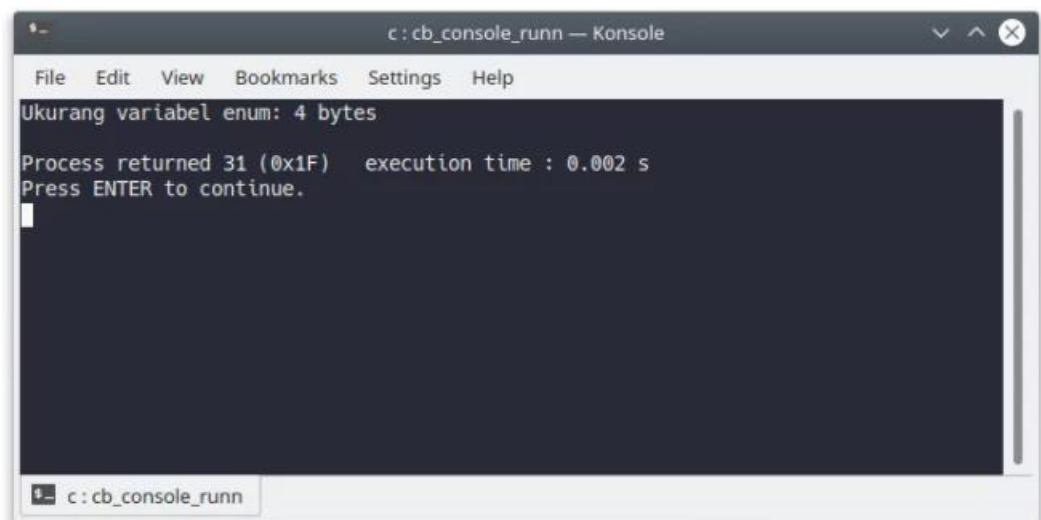 c : cb_console_runn — Konsole
File Edit View Bookmarks Settings Help
Ukurang variabel enum: 4 bytes
Process returned 31 (0x1F) execution time : 0.002 s
Press ENTER to continue.
c : cb_console_runn